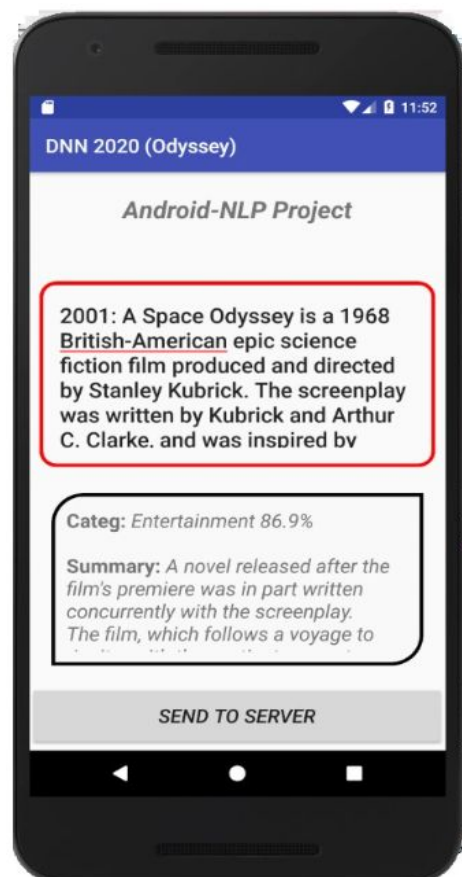 11:52
DNN 2020 (Odyssey)
Android-NLP Project
2001: A Space Odyssey is a 1968
British-American epic science
fiction film produced and directed
by Stanley Kubrick. The screenplay
was written by Kubrick and Arthur
C. Clarke, and was inspired by
Categ: Entertainment 86.9%
Summary: A novel released after the
film's premiere was in part written
concurrently with the screenplay.
The film, which follows a voyage to
SEND TO SERVER